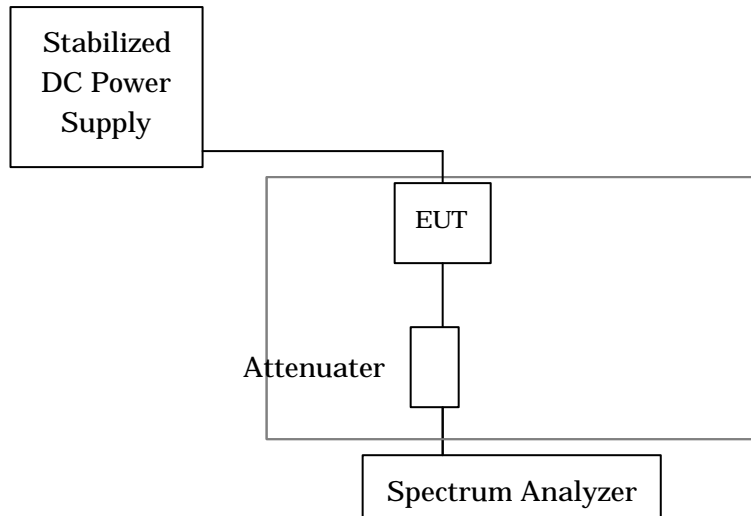 Stabilized
DC Power
Supply
EUT
Attenuater
Spectrum Analyzer